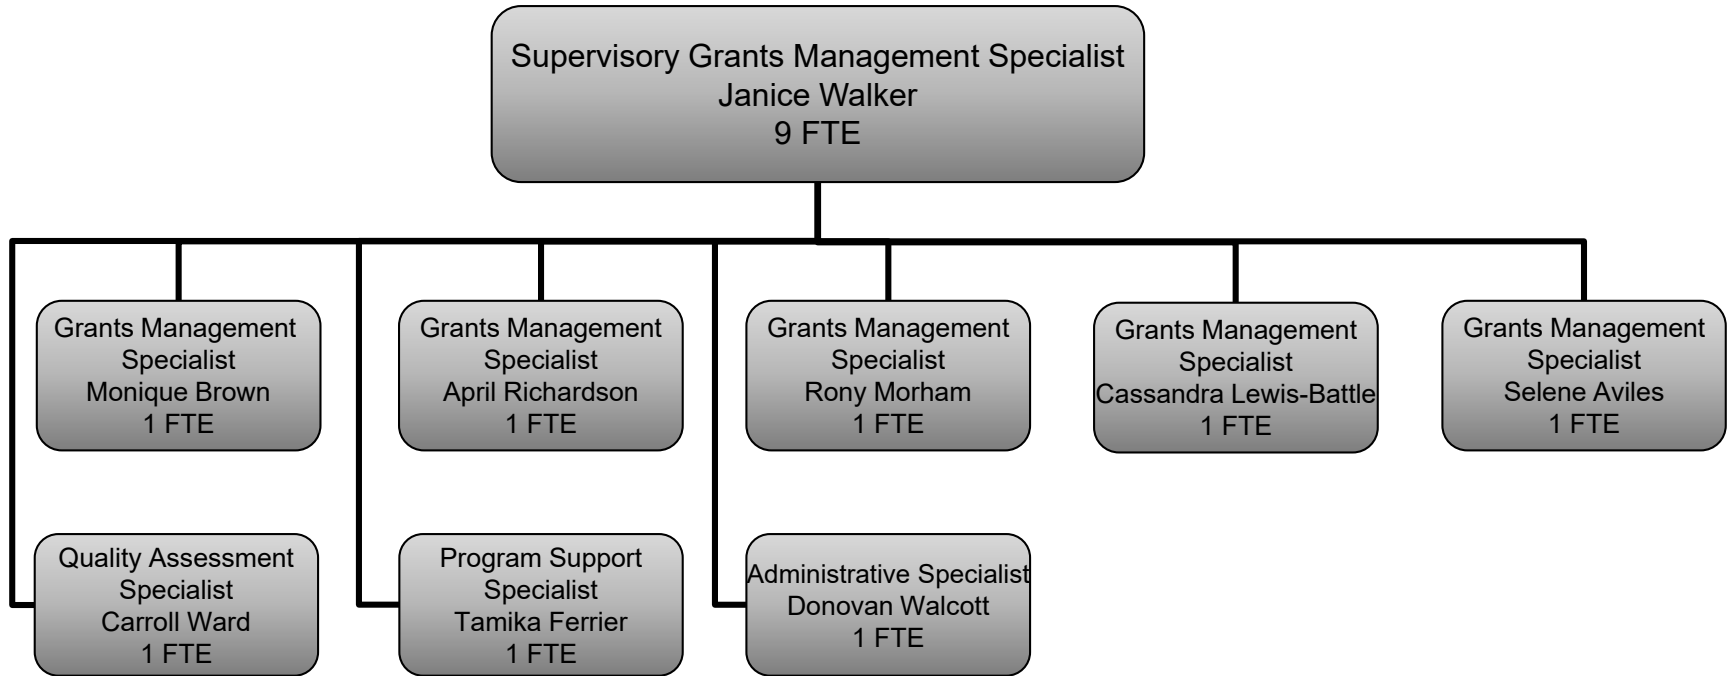 Supervisory Grants Management Specialist
Janice Walker
9 FTE
Grants Management
Specialist
Monique Brown
1 FTE
Grants Management
Specialist
April Richardson
1 FTE
Grants Management
Specialist
Rony Morham
1 FTE
Grants Management
Specialist
Cassandra Lewis-Battle
1 FTE
Grants Management
Specialist
Selene Aviles
1 FTE
Quality Assessment
Specialist
Carroll Ward
1 FTE
Program Support
Specialist
Tamika Ferrier
1 FTE
Administrative Specialist
Donovan Walcott
1 FTE